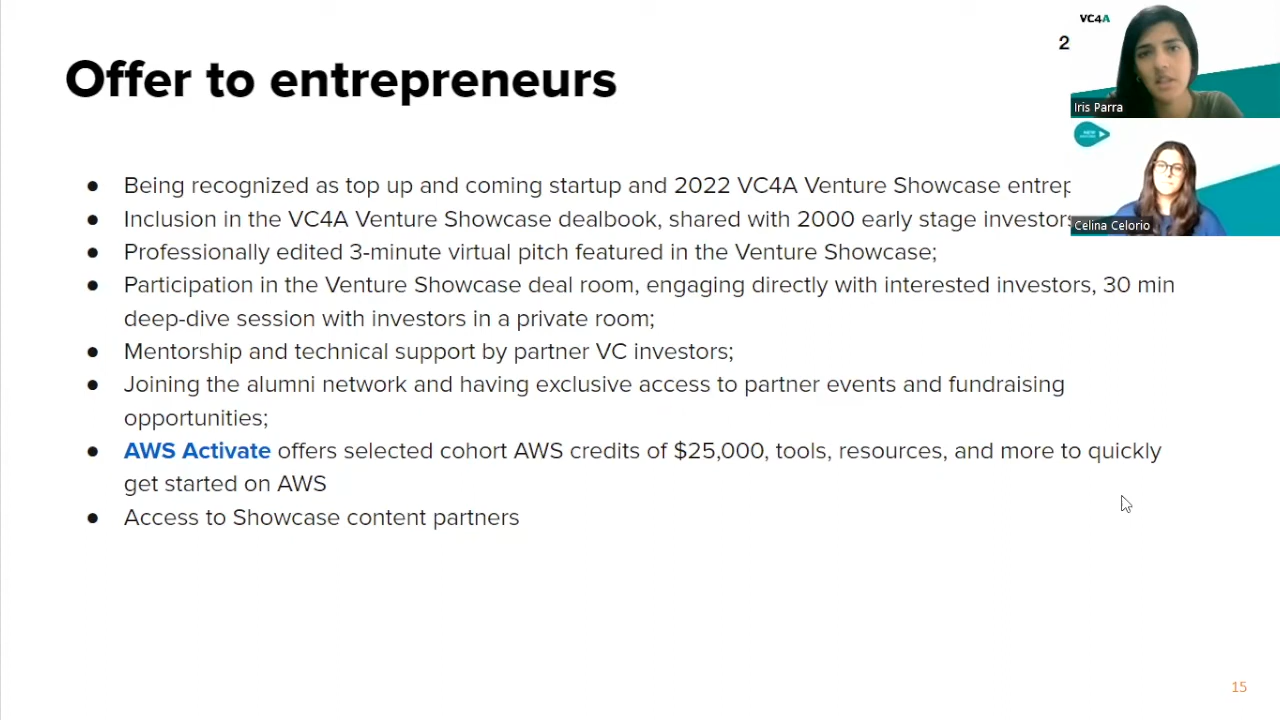 Offer to entrepreneurs
VC4A
2
Iris Parra
NEW
Celina Celorio
● Being recognized as top up and coming startup and 2022 VC4A Venture Showcase entrep
● Inclusion in the VC4A Venture Showcase dealbook, shared with 2000 early stage investors
● Professionally edited 3-minute virtual pitch featured in the Venture Showcase;
● Participation in the Venture Showcase deal room, engaging directly with interested investors, 30 min
deep-dive session with investors in a private room;
● Mentorship and technical support by partner VC investors;
● Joining the alumni network and having exclusive access to partner events and fundraising
opportunities;
● AWS Activate offers selected cohort AWS credits of $25,000, tools, resources, and more to quickly
get started on AWS
● Access to Showcase content partners
15